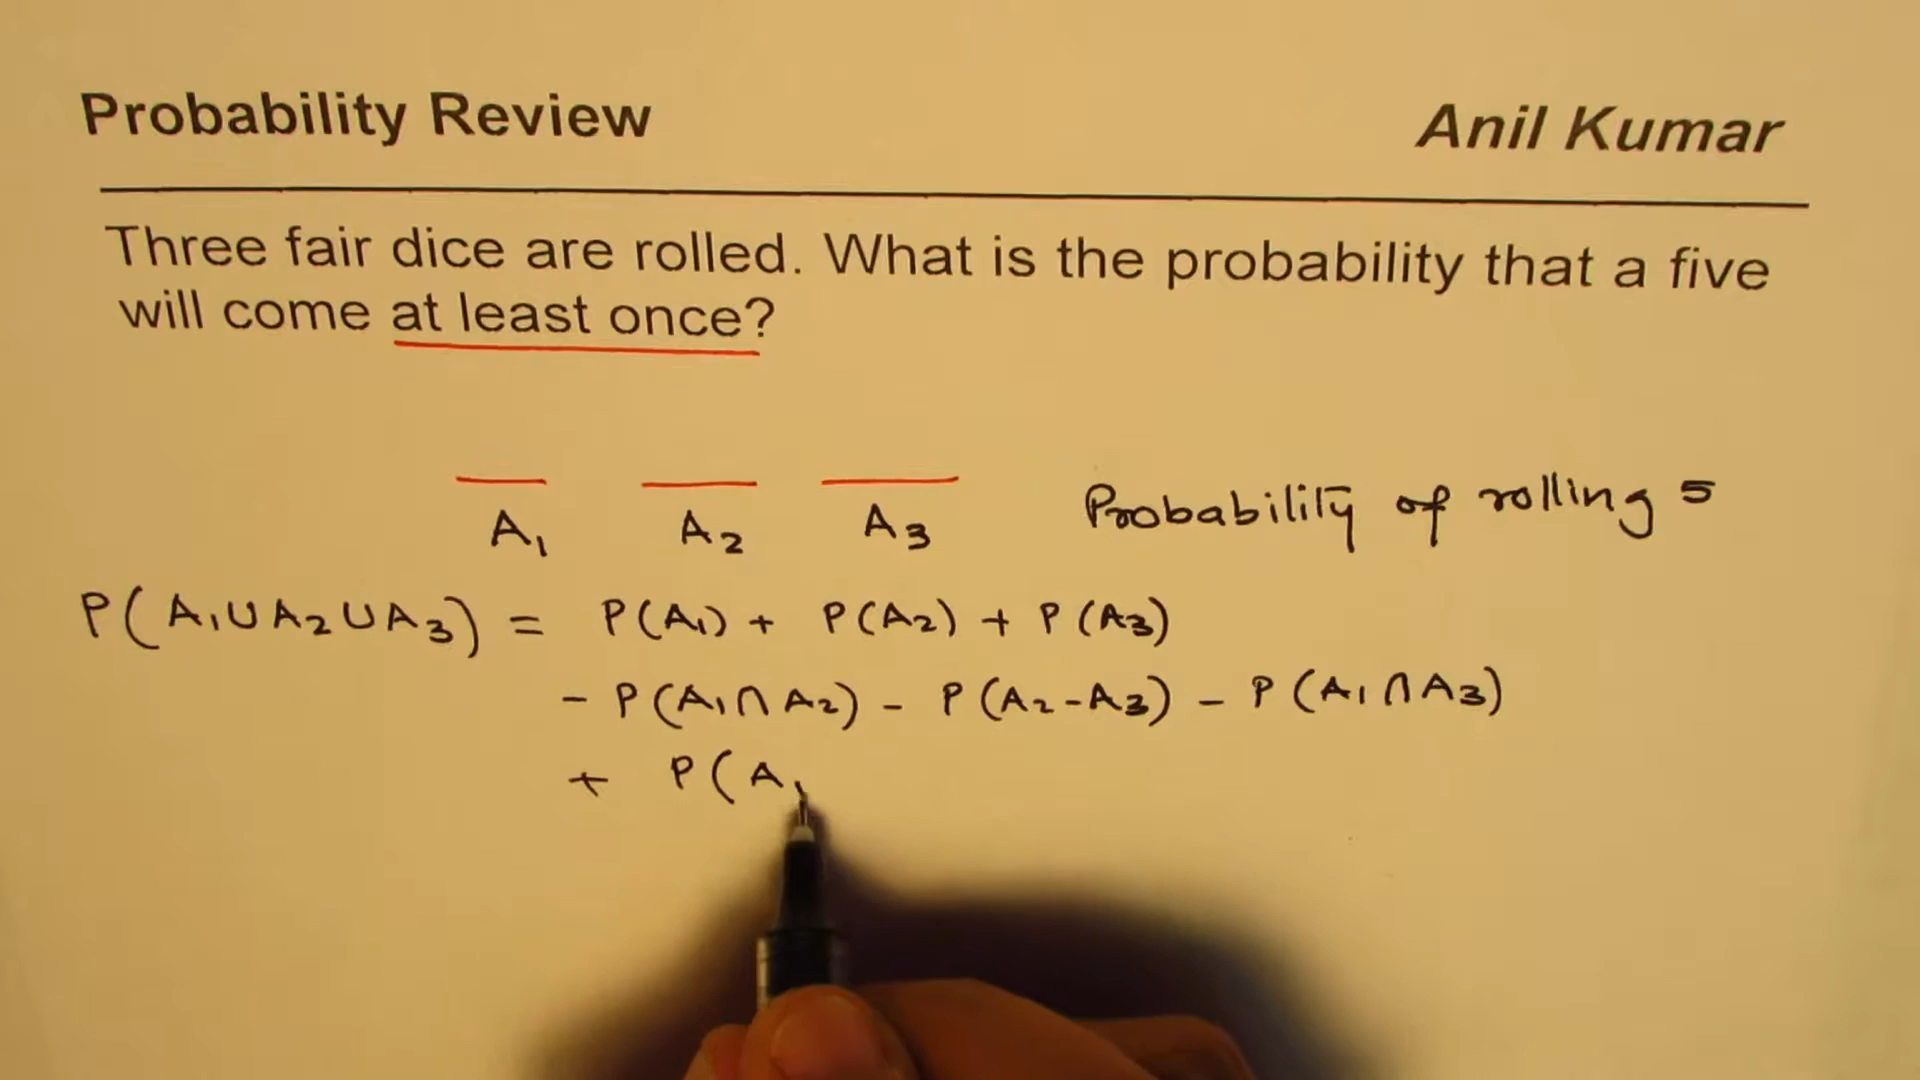 Probability Review
Anil Kumar
Three fair dice are rolled. What is the probability that a five
will come at least once?
A₁ A₂ A₃ Probability of rolling 5
P(A₁∪A₂∪A₃) = P(A₁) + P(A₂) + P(A₃)
- P(A₁∩A₂) - P(A₂-A₃) - P(A₁∩A₃)
+ P(A₁